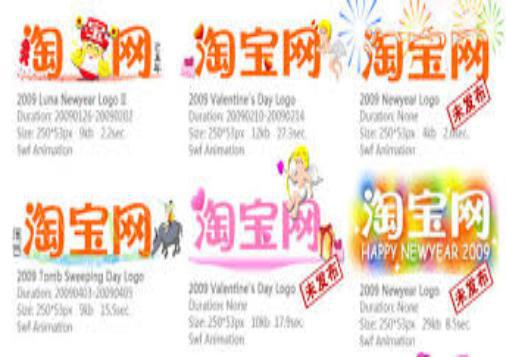 淘宝网
2009 Luna Newyear Logo II
Duration: 20090126-20090202
Size: 250*53px 9kb 2.2sec.
Swf Animation
淘宝网
2009 Valentine's Day Logo
Duration: 20090210-20090214
Size: 250*53px 12kb 27.3sec.
Swf Animation
淘宝网
2009 Newyear Logo
Duration: None
Size: 250*53px 4kb
Swf Animation
未发布
淘宝网
2009 Tomb Sweeping Day Logo
Duration: 20090403-20090405
Size: 250*53px 9kb 15.5sec.
Swf Animation
淘宝网
2009 Valentine's Day Logo
Duration: None
Size: 250*53px 10kb 17.9sec.
Swf Animation
未发布
淘宝网
HAPPY NEWYEAR 2009
2009 Newyear Logo
Duration: None
Size: 250*53px 29kb 8.5sec.
Swf Animation
未发布